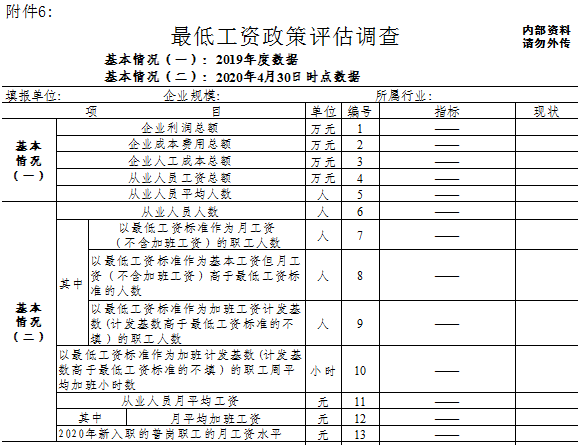 附件6：
最低工资政策评估调查
内部资料
请勿外传
基本情况（一）：2019年度数据
基本情况（二）：2020年4月30日时点数据
填报单位： 企业规模： 所属行业：
项 目 单位 编号 指标 现状
基本
情况
（一）
企业利润总额 万元 1 ——
企业成本费用总额 万元 2 ——
企业人工成本总额 万元 3 ——
从业人员工资总额 万元 4 ——
从业人员平均人数 人 5 ——
基本
情况
（二）
从业人员人数 人 6 ——
其中
以最低工资标准作为月工资
（不含加班工资）的职工人数 人 7 ——
以最低工资标准作为基本工资但月工
资（不含加班工资）高于最低工资标
准的人数 人 8 ——
以最低工资标准作为加班工资计发基
数(计发基数高于最低工资标准的不
填）的职工人数 人 9 ——
以最低工资标准作为加班计发基数(计发基
数高于最低工资标准的不填）的职工周平
均加班小时数 小时 10 ——
从业人员月平均工资 元 11 ——
其中 月平均加班工资 元 12 ——
2020年新入职的普岗职工的月工资水平 元 13 ——